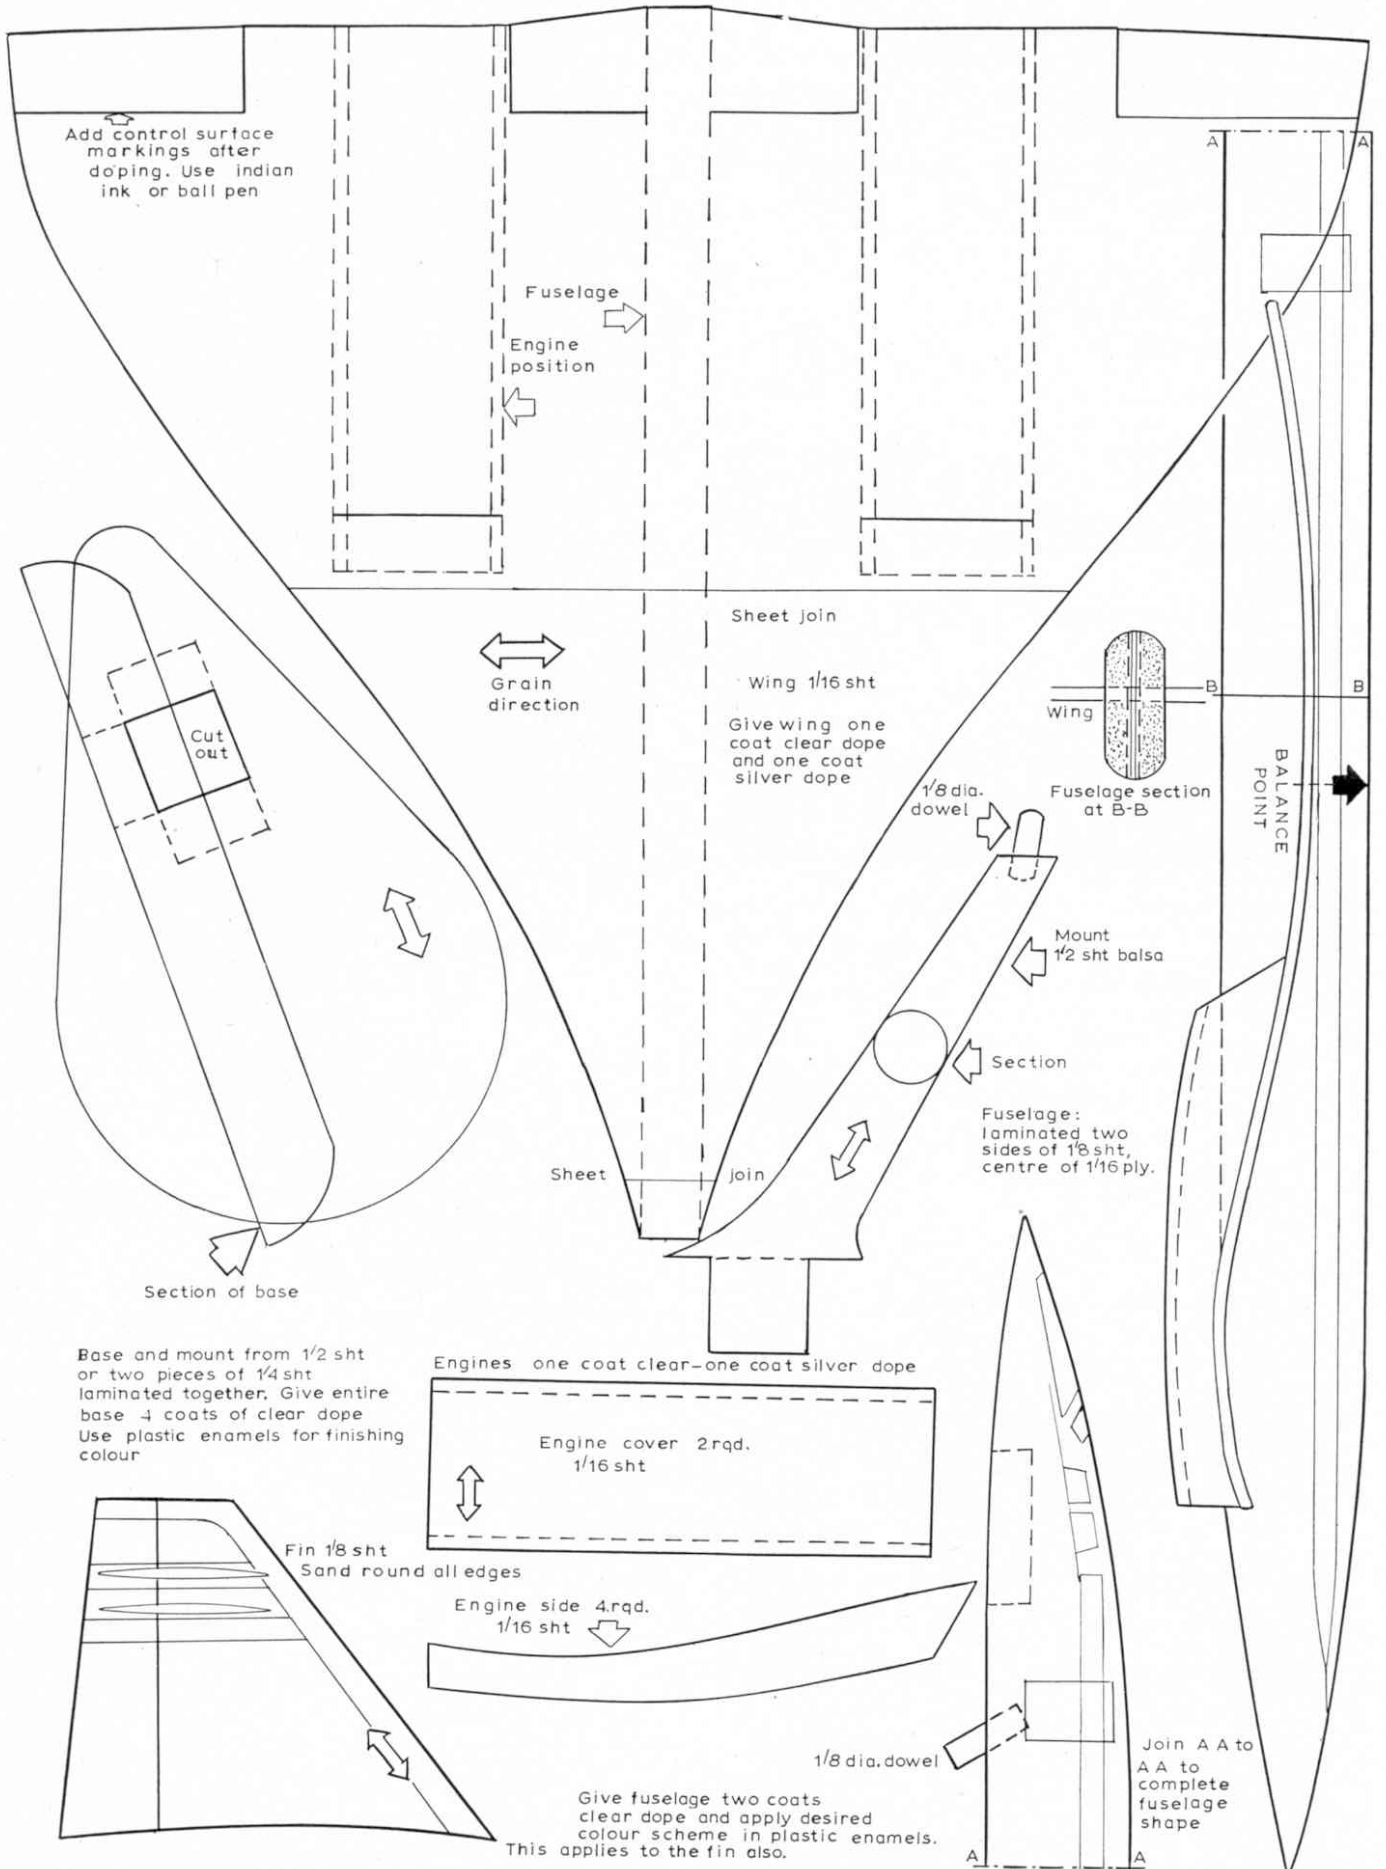 Add control surface
markings after
doping. Use indian
ink or ball pen
A
A
Fuselage
Engine
position
Sheet join
Grain
direction
Wing 1/16 sht
Give wing one
coat clear dope
and one coat
silver dope
Cut
out
Wing
B
B
Fuselage section
at B-B
BALANCE
POINT
1/8 dia.
dowel
Mount
1/2 sht balsa
Section
Fuselage:
laminated two
sides of 1/8 sht,
centre of 1/16 ply.
Sheet join
Section of base
Base and mount from 1/2 sht
or two pieces of 1/4 sht
laminated together. Give entire
base 4 coats of clear dope
Use plastic enamels for finishing
colour
Engines one coat clear-one coat silver dope
Engine cover 2.rqd.
1/16 sht
Fin 1/8 sht
Sand round all edges
Engine side 4.rqd.
1/16 sht
1/8 dia. dowel
Join A A to
A A to
complete
fuselage
shape
Give fuselage two coats
clear dope and apply desired
colour scheme in plastic enamels.
This applies to the fin also.
A
A